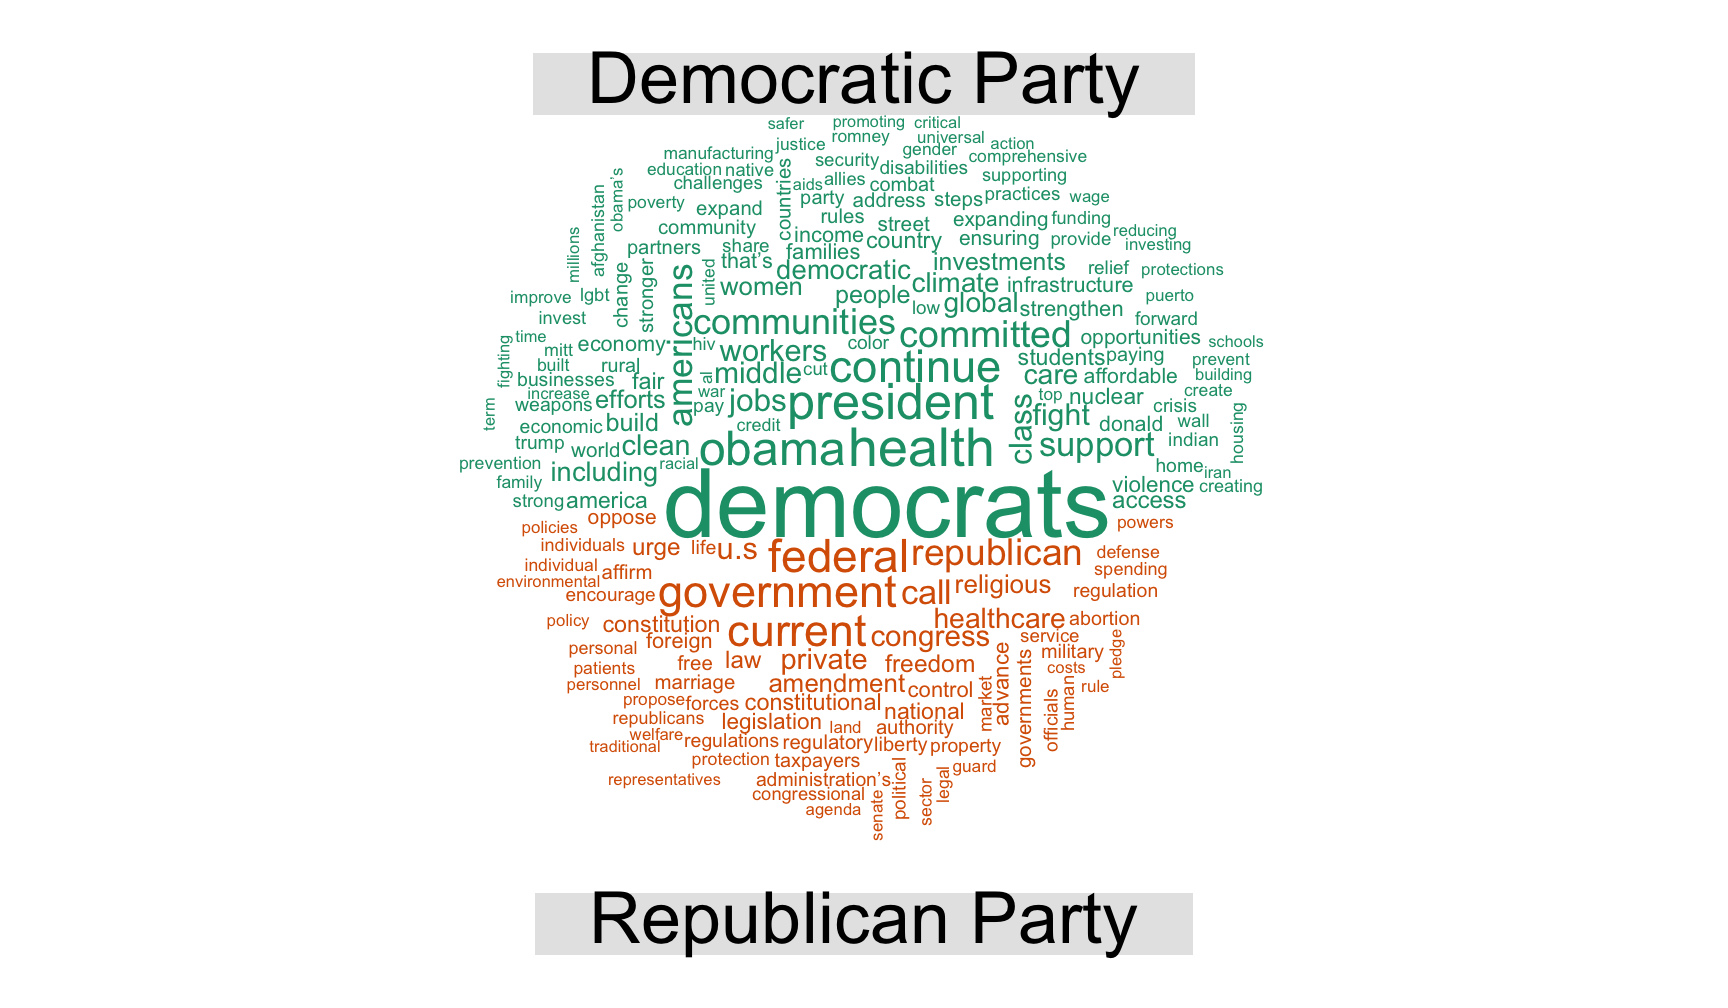 Democratic Party
safer promoting critical
romney universal action
manufacturing justice gender comprehensive
education native security disabilities supporting
challenges countries aids allies combat
obama's poverty expand party address steps practices wage
afghanistan community rules street expanding funding
millions partners share income country ensuring provide reducing
that's families investing
united democratic investments relief protections
change stronger americans women people climate infrastructure puerto
improve lgbt low global strengthen
invest communities committed forward
time economy hiv workers color opportunities schools
fighting mitt built rural middle cut continue students paying prevent
businesses fair al care affordable building
increase war top nuclear create
term weapons efforts pay jobs president class fight crisis
economic build credit donald wall housing
trump world clean obama health support indian
prevention including racial home iran
family democrats violence creating
strong america access
policies oppose powers
individuals urge life u.s federal republican defense
individual affirm spending
environmental encourage government call religious regulation
policy constitution current healthcare abortion
personal foreign congress service pledge
patients free law private freedom advance military costs
personnel marriage amendment control market governments officials human rule
propose forces constitutional national
republicans legislation land authority
welfare
traditional regulations regulatory liberty property
protection taxpayers
representatives administration's political legal guard
congressional sector
agenda senate
Republican Party